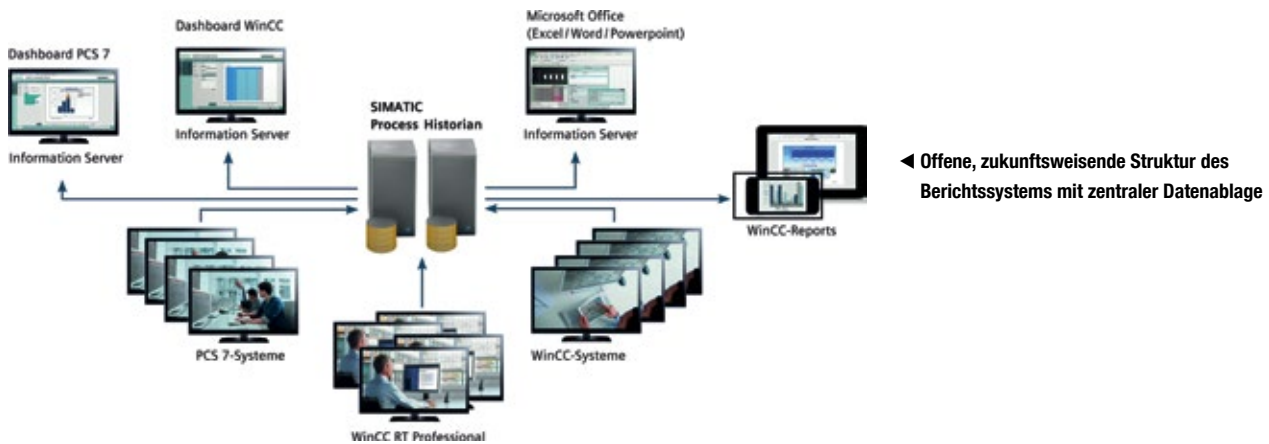 Dashboard PCS 7
Information Server
Dashboard WinCC
Information Server
SIMATIC
Process Historian
Microsoft Office
(Excel/Word/Powerpoint)
Information Server
WinCC-Reports
PCS 7-Systeme
WinCC RT Professional
WinCC-Systeme
◄ Offene, zukunftsweisende Struktur des
Berichtssystems mit zentraler Datenablage